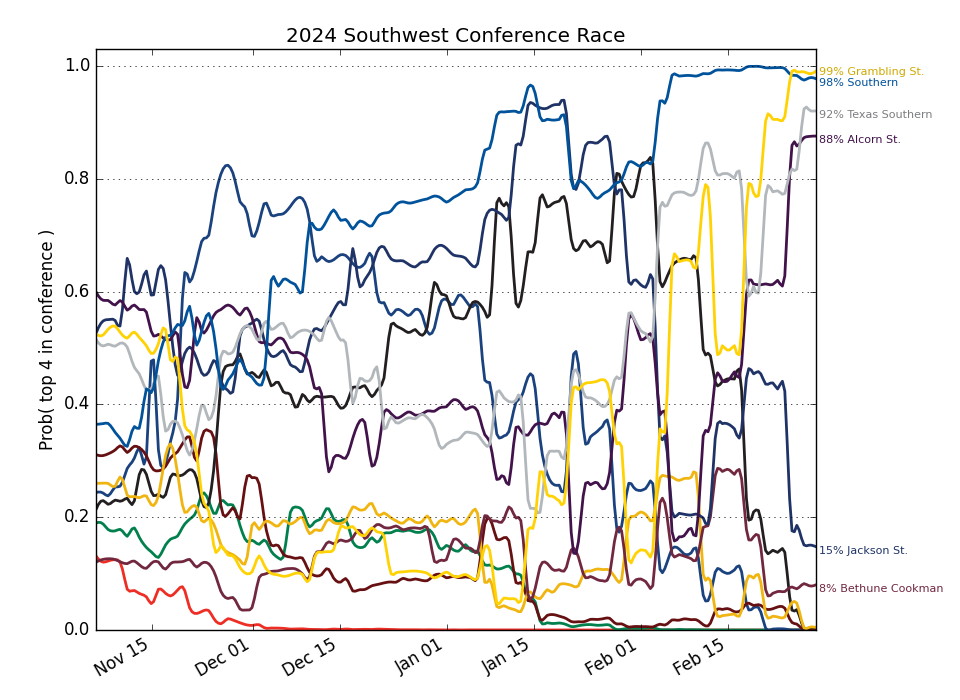 2024 Southwest Conference Race
Prob( top 4 in conference )
1.0
0.8
0.6
0.4
0.2
0.0
Nov 15
Dec 01
Dec 15
Jan 01
Jan 15
Feb 01
Feb 15
99% Grambling St.
98% Southern
92% Texas Southern
88% Alcorn St.
15% Jackson St.
8% Bethune Cookman